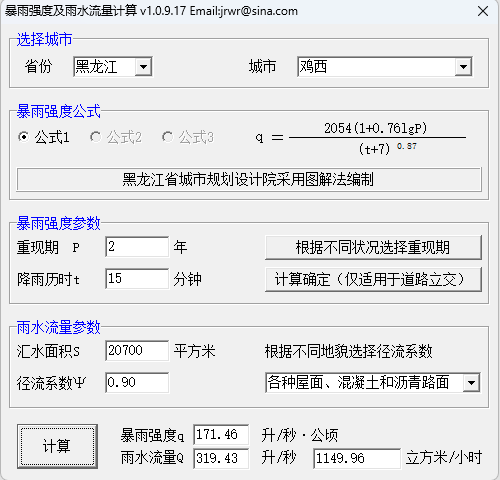 暴雨强度及雨水流量计算 v1.0.9.17 Email:jrwr@sina.com
选择城市
省份 黑龙江 城市 鸡西
暴雨强度公式
公式1 公式2 公式3 q = 2054(1+0.76lgP)
(t+7) 0.87
黑龙江省城市规划设计院采用图解法编制
暴雨强度参数
重现期 P 2 年 根据不同状况选择重现期
降雨历时t 15 分钟 计算确定（仅适用于道路立交）
雨水流量参数
汇水面积S 20700 平方米 根据不同地貌选择径流系数
径流系数Ψ 0.90 各种屋面、混凝土和沥青路面
计算
暴雨强度q 171.46 升/秒·公顷
雨水流量Q 319.43 升/秒 1149.96 立方米/小时